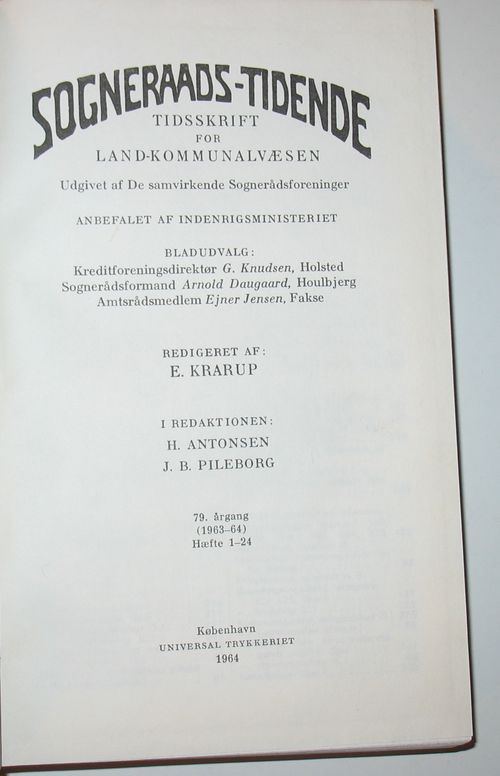 SOGNERAADS-TIDENDE
TIDSSKRIFT
FOR
LAND-KOMMUNALVÆSEN
Udgivet af De samvirkende Sognerådsforeninger
ANBEFALET AF INDENRIGSMINISTERIET
BLADUDVALG:
Kreditforeningsdirektør G. Knudsen, Holsted
Sognerådsformand Arnold Daugaard, Houlbjerg
Amtsrådsmedlem Ejner Jensen, Fakse
REDIGERET AF:
E. KRARUP
I REDAKTIONEN:
H. ANTONSEN
J. B. PILEBORG
79. årgang
(1963-64)
Hæfte 1-24
København
UNIVERSAL TRYKKERIET
1964